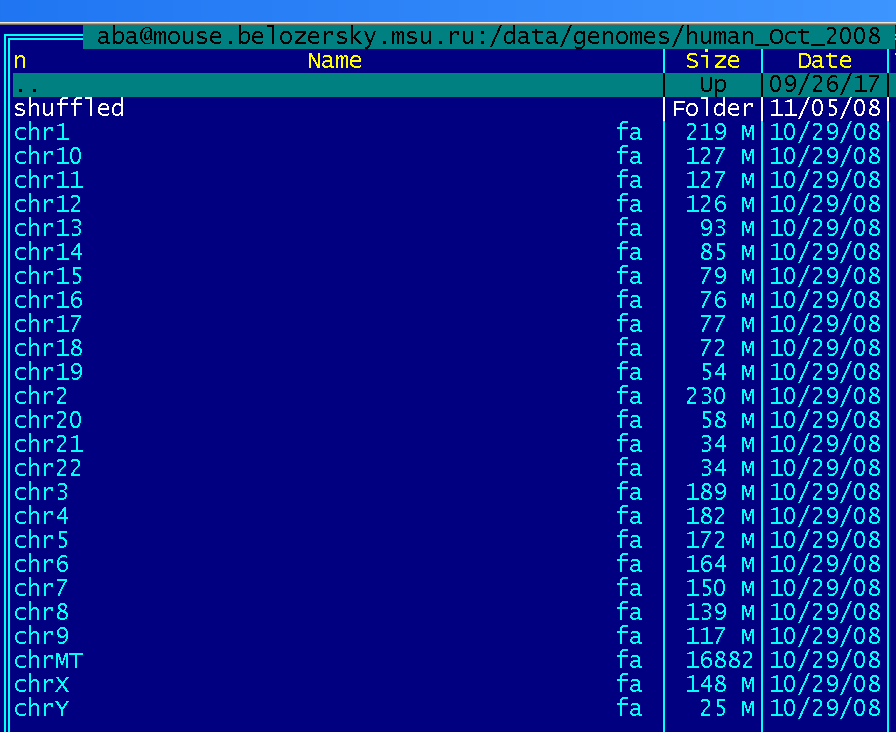 aba@mouse.belozersky.msu.ru:/data/genomes/human_Oct_2008
n Name Size Date
.. Up 09/26/17
shuffled Folder 11/05/08
chr1 fa 219 M 10/29/08
chr10 fa 127 M 10/29/08
chr11 fa 127 M 10/29/08
chr12 fa 126 M 10/29/08
chr13 fa 93 M 10/29/08
chr14 fa 85 M 10/29/08
chr15 fa 79 M 10/29/08
chr16 fa 76 M 10/29/08
chr17 fa 77 M 10/29/08
chr18 fa 72 M 10/29/08
chr19 fa 54 M 10/29/08
chr2 fa 230 M 10/29/08
chr20 fa 58 M 10/29/08
chr21 fa 34 M 10/29/08
chr22 fa 34 M 10/29/08
chr3 fa 189 M 10/29/08
chr4 fa 182 M 10/29/08
chr5 fa 172 M 10/29/08
chr6 fa 164 M 10/29/08
chr7 fa 150 M 10/29/08
chr8 fa 139 M 10/29/08
chr9 fa 117 M 10/29/08
chrMT fa 16882 10/29/08
chrX fa 148 M 10/29/08
chrY fa 25 M 10/29/08